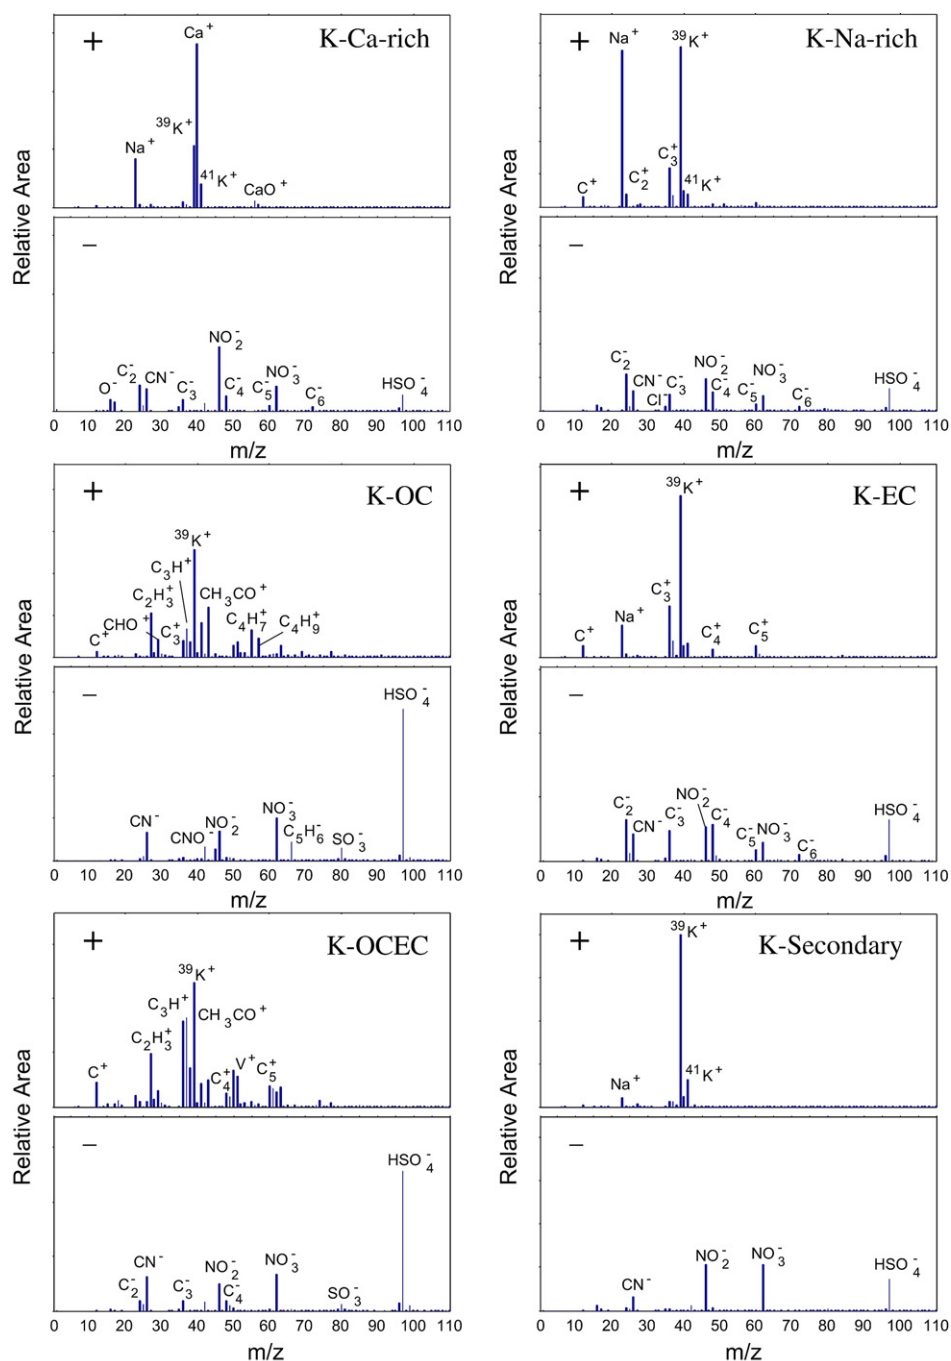 K-Ca-rich
+
Ca⁺
³⁹K⁺
Na⁺
⁴¹K⁺
CaO⁺
Relative Area
−
NO₂⁻
C₂⁻
CN⁻
O⁻
C₃⁻
C₄⁻
C₅⁻
NO₃⁻
C₆⁻
HSO₄⁻
0 10 20 30 40 50 60 70 80 90 100 110
m/z
K-Na-rich
+
Na⁺
³⁹K⁺
C₃⁺
C₂⁺
C⁺
⁴¹K⁺
Relative Area
−
C₂⁻
CN⁻
C₃⁻
Cl⁻
NO₂⁻
C₄⁻
C₅⁻
NO₃⁻
C₆⁻
HSO₄⁻
0 10 20 30 40 50 60 70 80 90 100 110
m/z
K-OC
+
³⁹K⁺
C₃H⁺
C₂H₃⁺
CH₃CO⁺
CHO⁺
C⁺
C₃⁺
C₄H₇⁺
C₄H₉⁺
Relative Area
−
HSO₄⁻
CN⁻
CNO⁻
NO₂⁻
NO₃⁻
C₅H₆⁻
SO₃⁻
0 10 20 30 40 50 60 70 80 90 100 110
m/z
K-EC
+
³⁹K⁺
C₃⁺
Na⁺
C⁺
C₄⁺
C₅⁺
Relative Area
−
C₂⁻
CN⁻
C₃⁻
NO₂⁻
C₄⁻
C₅⁻
NO₃⁻
C₆⁻
HSO₄⁻
0 10 20 30 40 50 60 70 80 90 100 110
m/z
K-OCEC
+
³⁹K⁺
C₃H⁺
CH₃CO⁺
C₂H₃⁺
C⁺
C₄⁺
V⁺
C₅⁺
Relative Area
−
HSO₄⁻
CN⁻
C₂⁻
C₃⁻
NO₂⁻
C₄⁻
NO₃⁻
SO₃⁻
0 10 20 30 40 50 60 70 80 90 100 110
m/z
K-Secondary
+
³⁹K⁺
⁴¹K⁺
Na⁺
Relative Area
−
CN⁻
NO₂⁻
NO₃⁻
HSO₄⁻
0 10 20 30 40 50 60 70 80 90 100 110
m/z